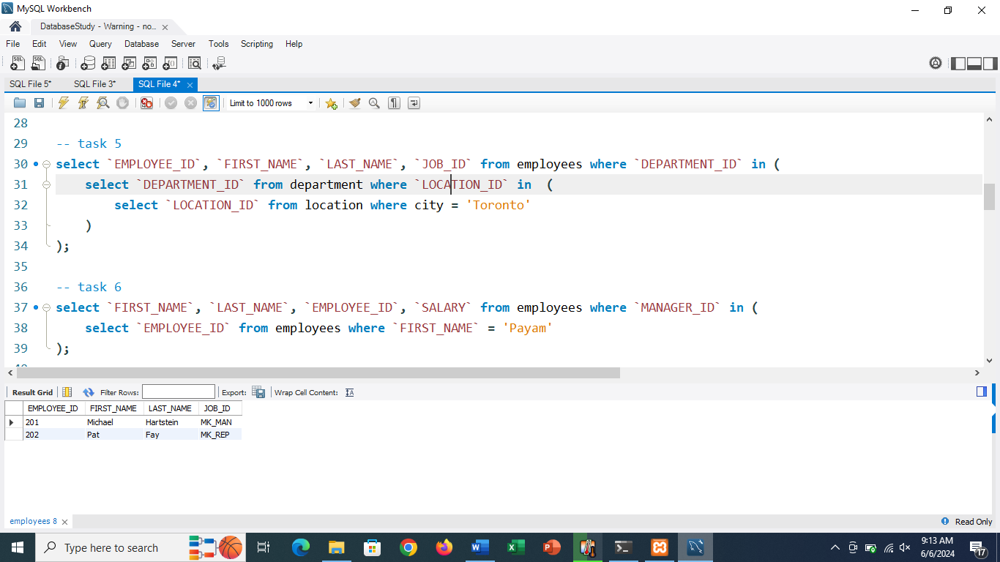 MySQL Workbench
DatabaseStudy - Warning - no...
File Edit View Query Database Server Tools Scripting Help
SQL File 5* SQL File 3* SQL File 4*
Limit to 1000 rows
28
29 -- task 5
30 select `EMPLOYEE_ID`, `FIRST_NAME`, `LAST_NAME`, `JOB_ID` from employees where `DEPARTMENT_ID` in (
31 select `DEPARTMENT_ID` from department where `LOCATION_ID` in  (
32 select `LOCATION_ID` from location where city = 'Toronto'
33 )
34 );
35
36 -- task 6
37 select `FIRST_NAME`, `LAST_NAME`, `EMPLOYEE_ID`, `SALARY` from employees where `MANAGER_ID` in (
38 select `EMPLOYEE_ID` from employees where `FIRST_NAME` = 'Payam'
39 );
Result Grid Filter Rows: Export: Wrap Cell Content:
EMPLOYEE_ID FIRST_NAME LAST_NAME JOB_ID
201 Michael Hartstein MK_MAN
202 Pat Fay MK_REP
employees 8 Read Only
Type here to search
9:13 AM
6/6/2024
17